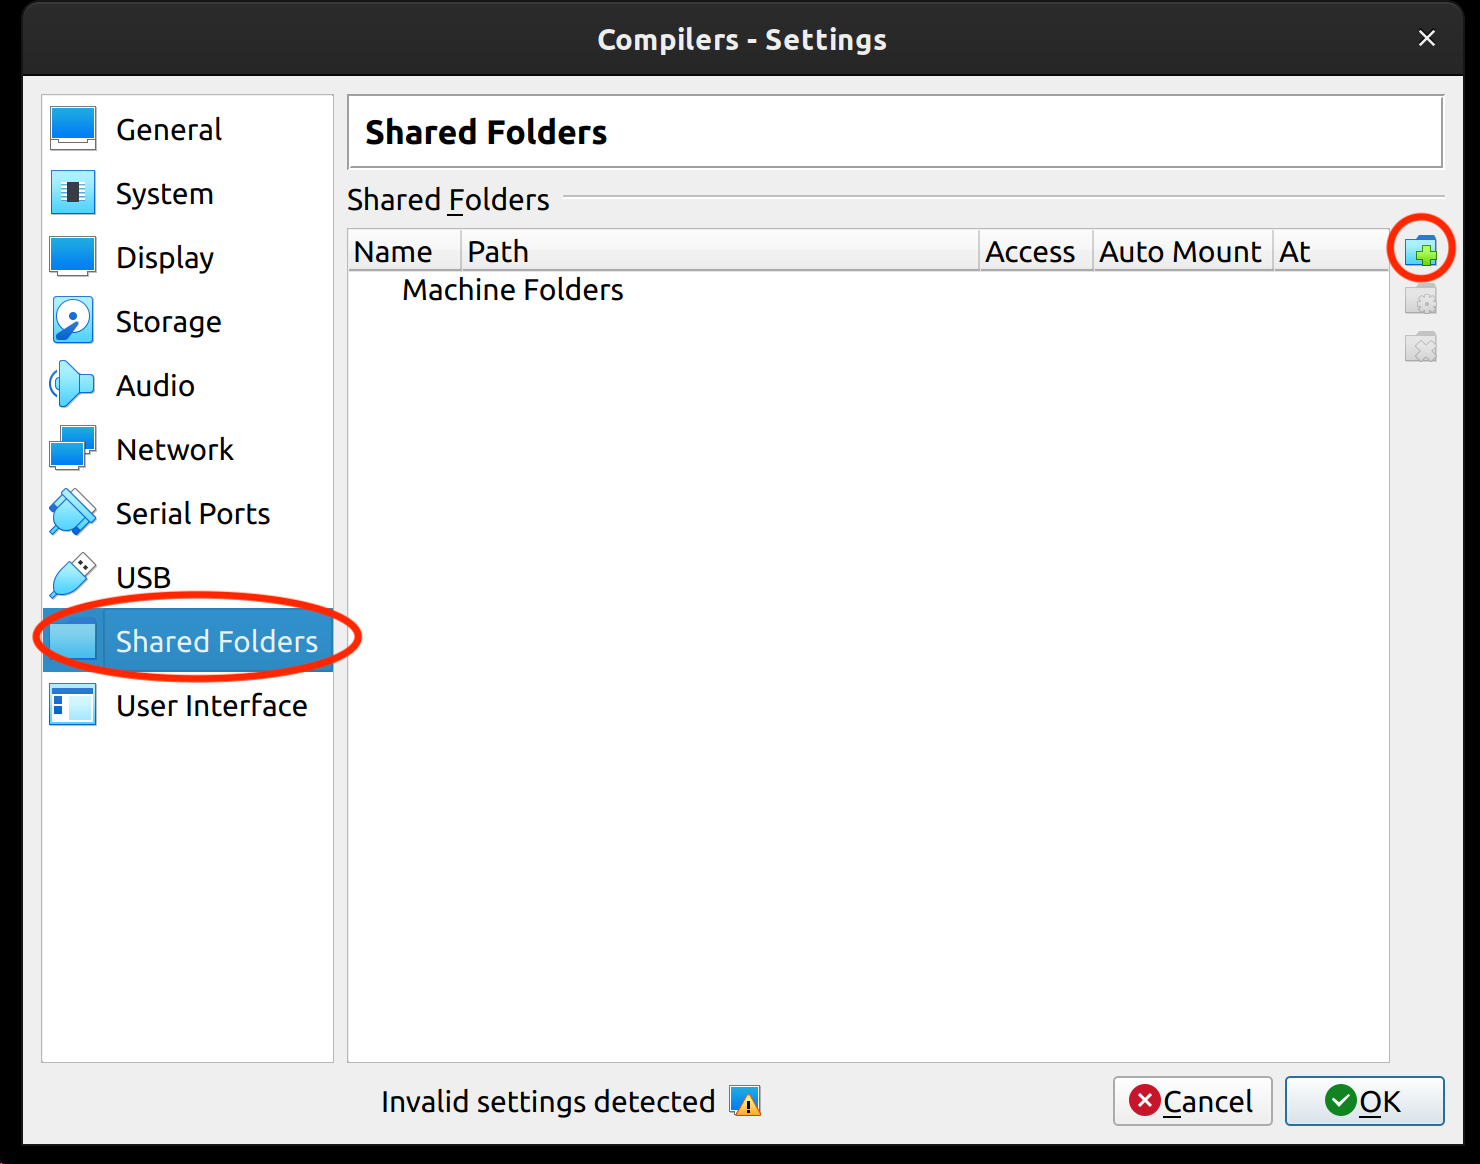 Compilers - Settings
General
System
Display
Storage
Audio
Network
Serial Ports
USB
Shared Folders
User Interface
Shared Folders
Shared Folders
Name Path Access Auto Mount At
Machine Folders
Invalid settings detected
Cancel
OK